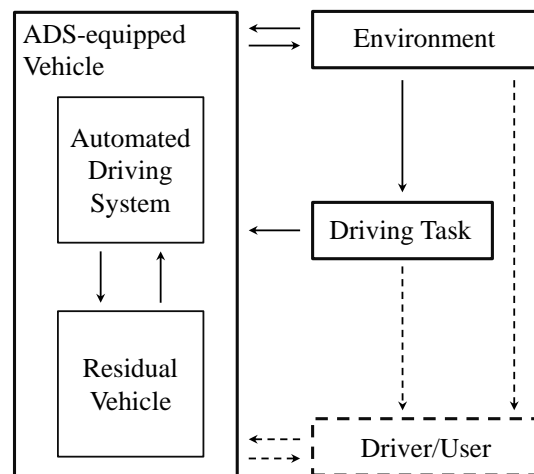 ADS-equipped
Vehicle
Automated
Driving
System
Residual
Vehicle
Environment
Driving Task
Driver/User